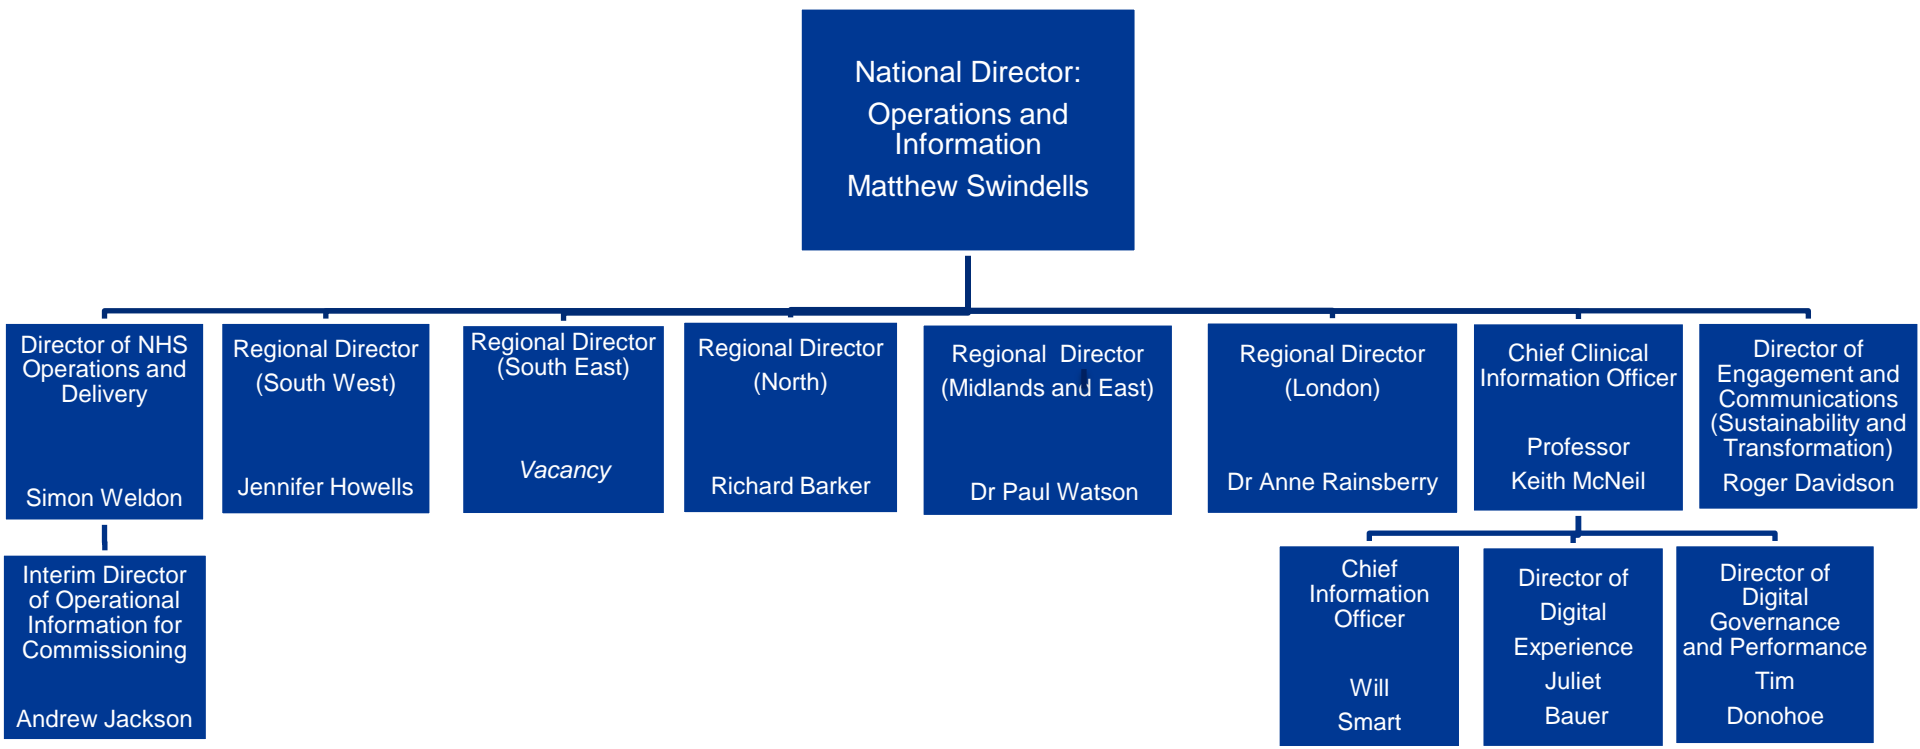 National Director:
Operations and
Information
Matthew Swindells
Director of NHS
Operations and
Delivery
Simon Weldon
Regional Director
(South West)
Jennifer Howells
Regional Director
(South East)
Vacancy
Regional Director
(North)
Richard Barker
Regional Director
(Midlands and East)
Dr Paul Watson
Regional Director
(London)
Dr Anne Rainsberry
Chief Clinical
Information Officer
Professor
Keith McNeil
Director of
Engagement and
Communications
(Sustainability and
Transformation)
Roger Davidson
Interim Director
of Operational
Information for
Commissioning
Andrew Jackson
Chief
Information
Officer
Will
Smart
Director of
Digital
Experience
Juliet
Bauer
Director of
Digital
Governance
and Performance
Tim
Donohoe